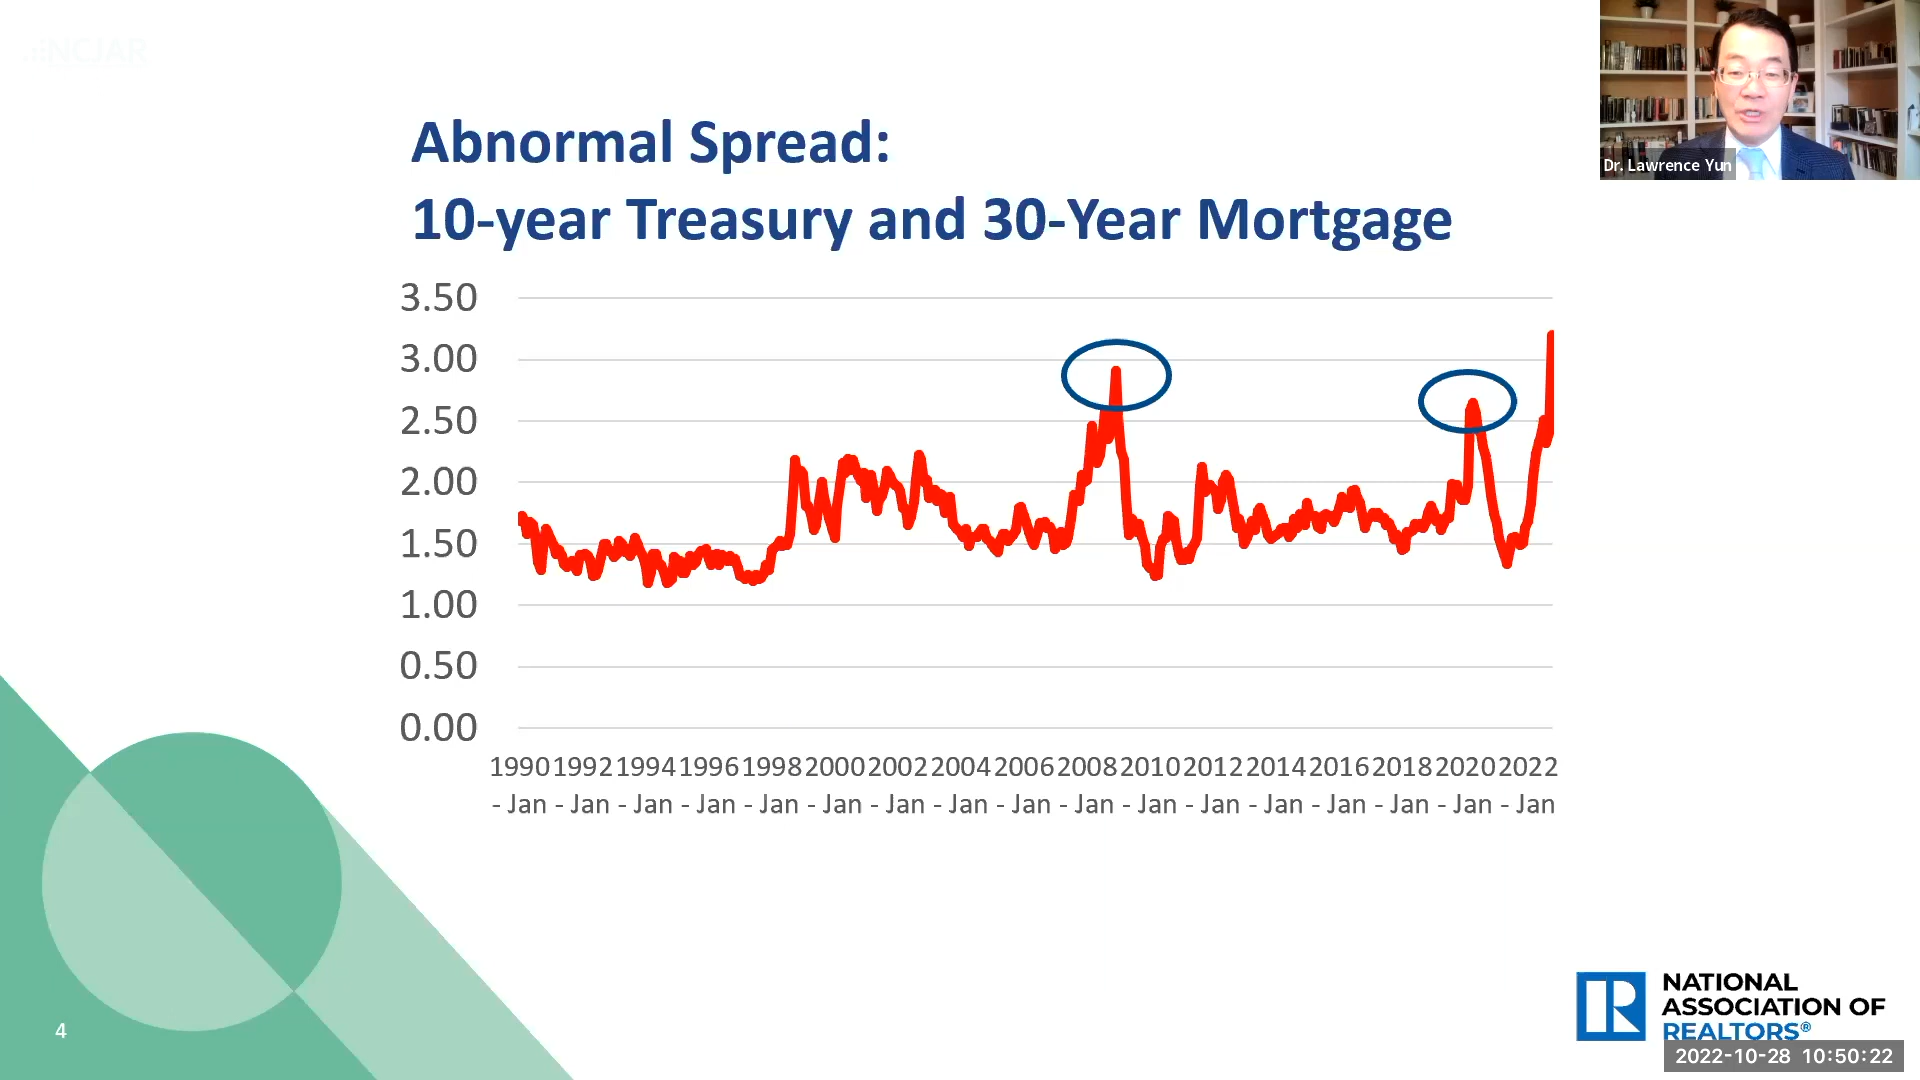 NCJAR
Dr. Lawrence Yun
Abnormal Spread:
10-year Treasury and 30-Year Mortgage
3.50
3.00
2.50
2.00
1.50
1.00
0.50
0.00
1990 1992 1994 1996 1998 2000 2002 2004 2006 2008 2010 2012 2014 2016 2018 2020 2022
- Jan - Jan - Jan - Jan - Jan - Jan - Jan - Jan - Jan - Jan - Jan - Jan - Jan - Jan - Jan - Jan - Jan
4
NATIONAL
ASSOCIATION OF
REALTORS®
2022-10-28 10:50:22